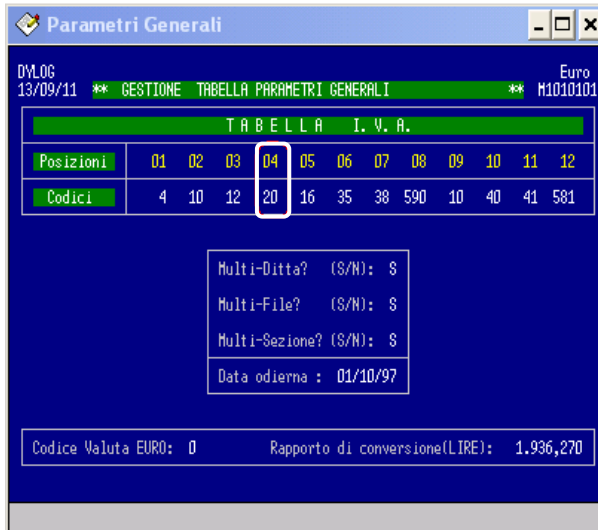 Parametri Generali
DYLOG Euro
13/09/11 ** GESTIONE TABELLA PARAMETRI GENERALI ** M1010101
T A B E L L A I. V. A.
Posizioni 01 02 03 04 05 06 07 08 09 10 11 12
Codici 4 10 12 20 16 35 38 590 10 40 41 581
Multi-Ditta? (S/N): S
Multi-File? (S/N): S
Multi-Sezione? (S/N): S
Data odierna : 01/10/97
Codice Valuta EURO: 0 Rapporto di conversione(LIRE): 1.936,270